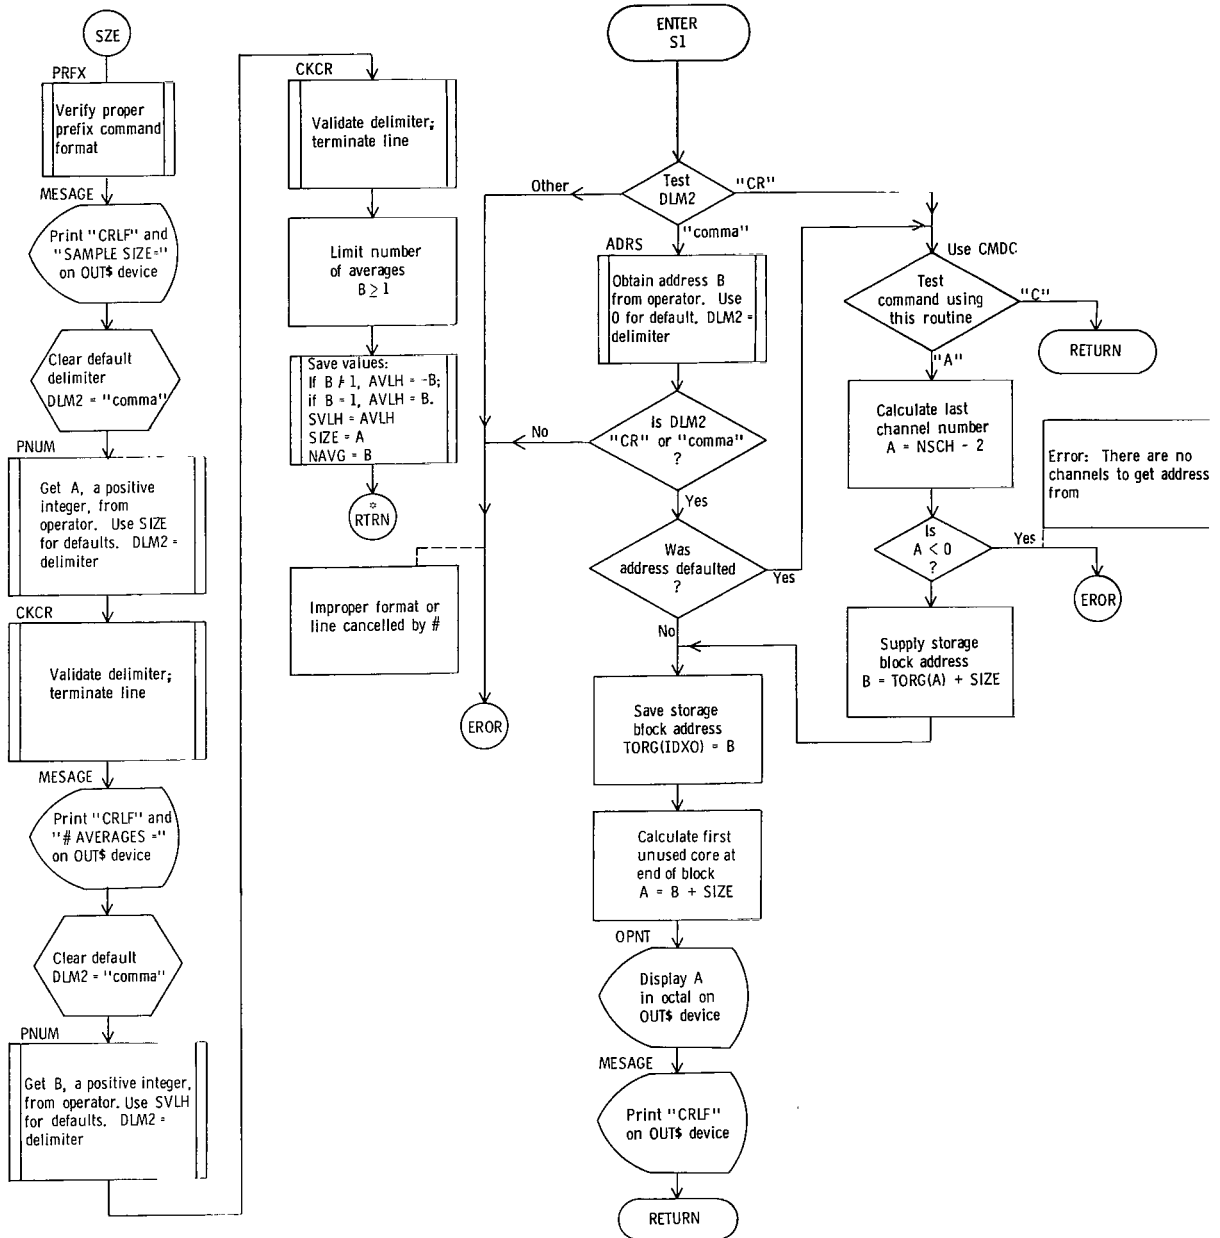 SZE
PRFX
Verify proper
prefix command
format
MESAGE
Print "CRLF" and
"SAMPLE SIZE="
on OUT$ device
Clear default
delimiter
DLM2 = "comma"
PNUM
Get A, a positive
integer, from
operator. Use SIZE
for defaults. DLM2 =
delimiter
CKCR
Validate delimiter;
terminate line
MESAGE
Print "CRLF" and
"# AVERAGES ="
on OUT$ device
Clear default
DLM2 = "comma"
PNUM
Get B, a positive integer,
from operator. Use SVLH
for defaults. DLM2 =
delimiter
CKCR
Validate delimiter;
terminate line
Limit number
of averages
B ≥ 1
Save values:
If B ≠ 1, AVLH = -B;
if B = 1, AVLH = B.
SVLH = AVLH
SIZE = A
NAVG = B
*
RTRN
ENTER
S1
Test
DLM2
Other
"CR"
"comma"
ADRS
Obtain address B
from operator. Use
0 for default. DLM2 =
delimiter
Is DLM2
"CR" or "comma"
?
No
Yes
Was
address defaulted
?
Yes
No
Improper format or
line cancelled by #
EROR
Save storage
block address
TORG(IDXO) = B
Calculate first
unused core at
end of block
A = B + SIZE
OPNT
Display A
in octal on
OUT$ device
MESAGE
Print "CRLF"
on OUT$ device
RETURN
Use CMDC
Test
command using
this routine
"C"
RETURN
"A"
Calculate last
channel number
A = NSCH - 2
Is
A < 0
?
Yes
Error: There are no
channels to get address
from
EROR
Supply storage
block address
B = TORG(A) + SIZE